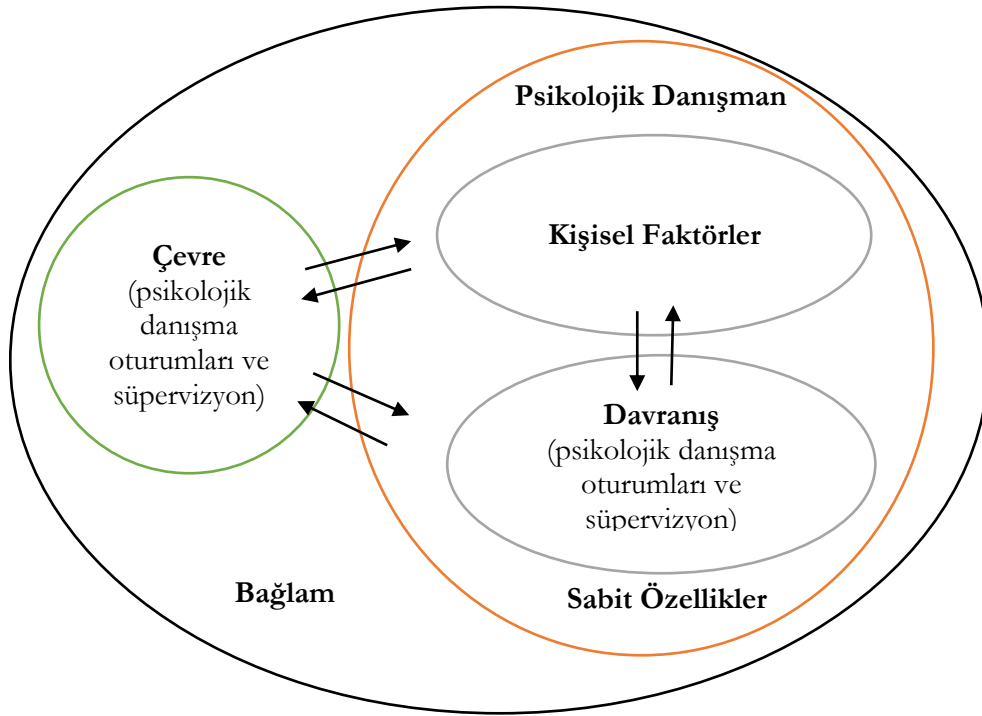 Psikolojik Danışman
Kişisel Faktörler
Çevre
(psikolojik
danışma
oturumları ve
süpervizyon)
Davranış
(psikolojik danışma
oturumları ve
süpervizyon)
Bağlam
Sabit Özellikler